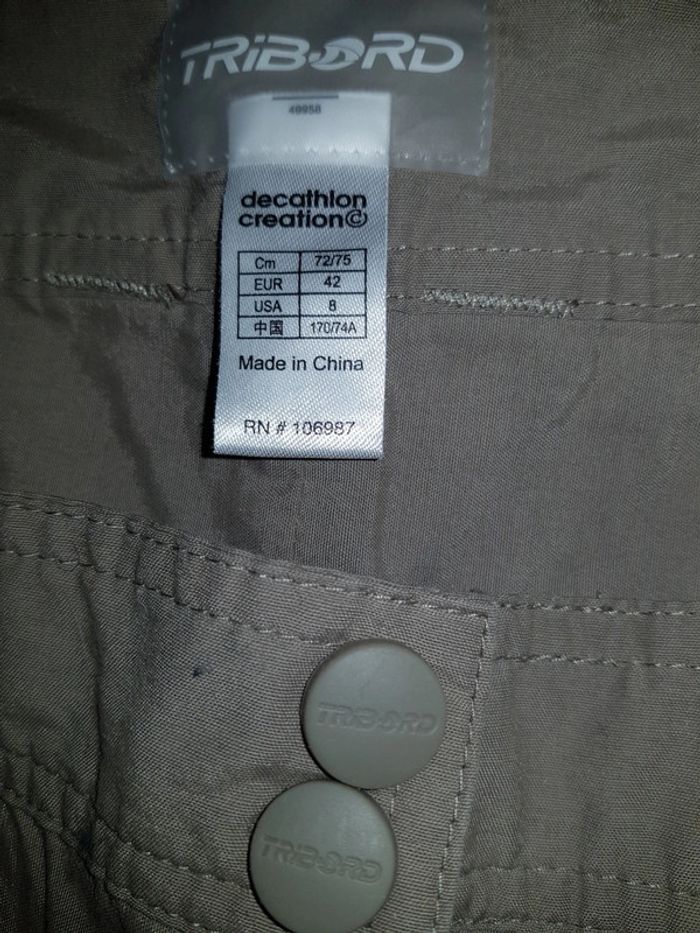 TRIBORD
49958
decathlon
creation©
Cm 72/75
EUR 42
USA 8
中国 170/74A
Made in China
RN # 106987
TRIBORD
TRIBORD